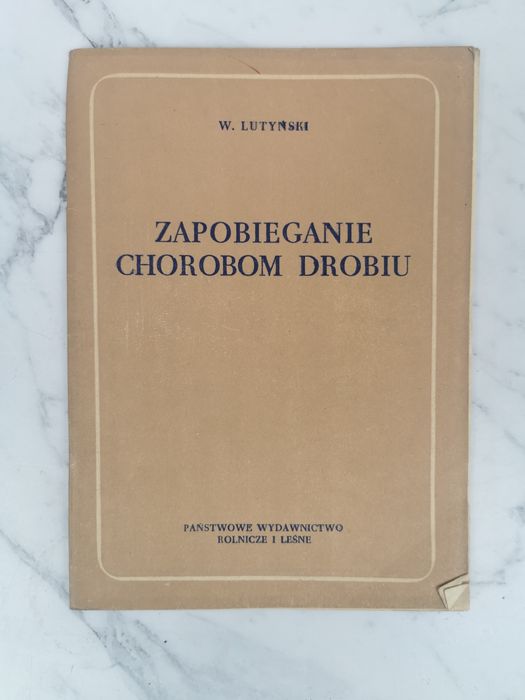 W. LUTYŃSKI
ZAPOBIEGANIE
CHOROBOM DROBIU
PAŃSTWOWE WYDAWNICTWO
ROLNICZE I LEŚNE